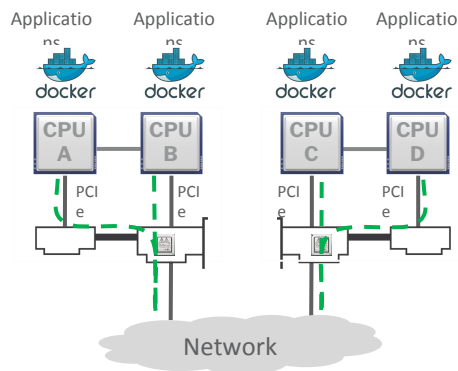 Applicatio
ns
Applicatio
ns
Applicatio
ns
Applicatio
ns
docker
docker
docker
docker
CPU
A
CPU
B
CPU
C
CPU
D
PCI
e
PCI
e
PCI
e
PCI
e
Network